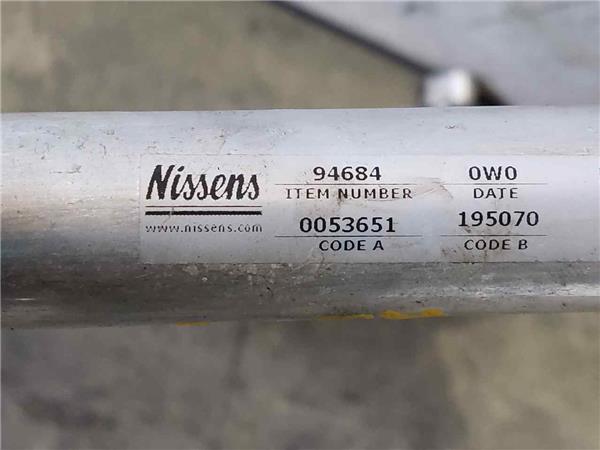 Nissens
www.nissens.com
94684 0W0
ITEM NUMBER DATE
0053651 195070
CODE A CODE B